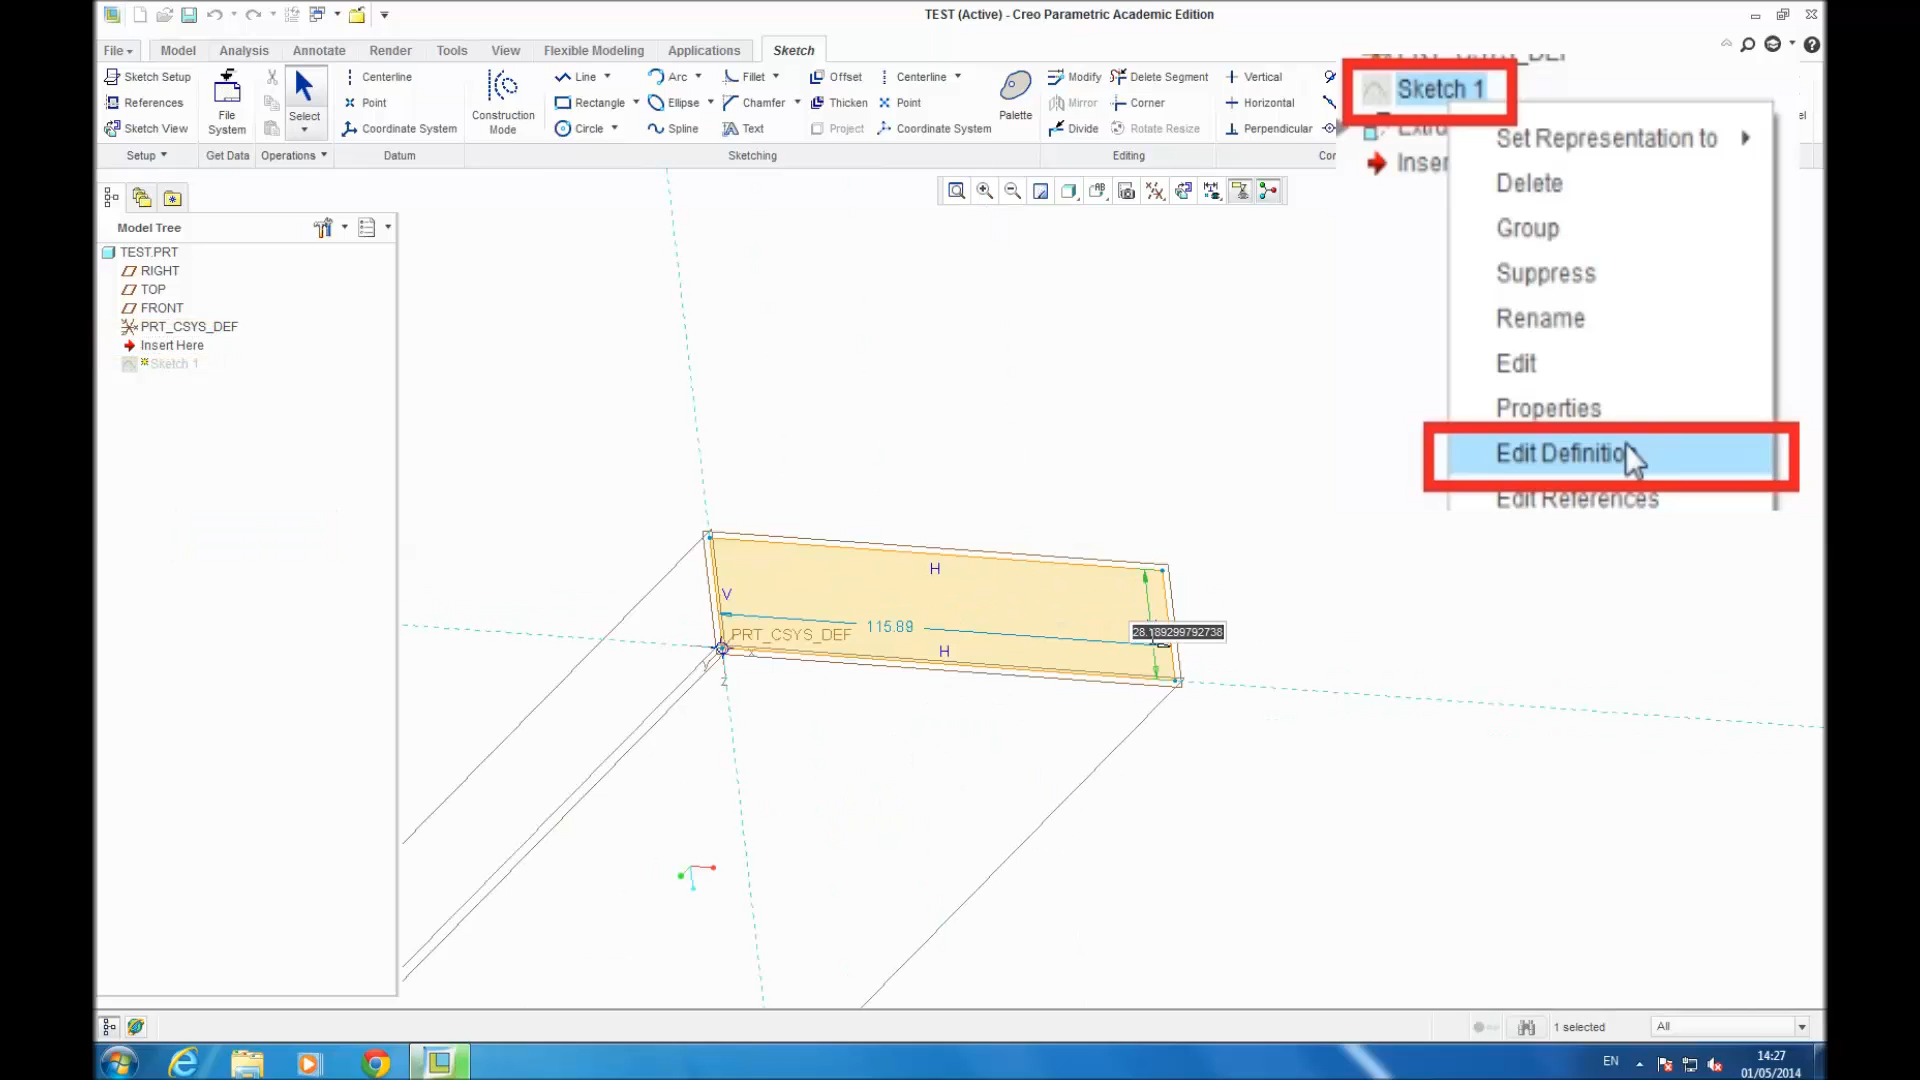 TEST (Active) - Creo Parametric Academic Edition
File Model Analysis Annotate Render Tools View Flexible Modeling Applications Sketch
Sketch Setup
References
Sketch View
File System
Select
Centerline
Point
Coordinate System
Construction Mode
Line Arc Fillet Offset Centerline
Rectangle Ellipse Chamfer Thicken Point
Circle Spline Text Project Coordinate System
Palette
Modify Delete Segment
Mirror Corner
Divide Rotate Resize
Vertical
Horizontal
Perpendicular
Setup Get Data Operations Datum Sketching Editing
Model Tree
TEST.PRT
RIGHT
TOP
FRONT
PRT_CSYS_DEF
Insert Here
Sketch 1
Sketch 1
Set Representation to
Delete
Group
Suppress
Rename
Edit
Properties
Edit Definition
Edit References
H
V
115.89
PRT_CSYS_DEF
H
Z
1 selected All
EN
14:27
01/05/2014